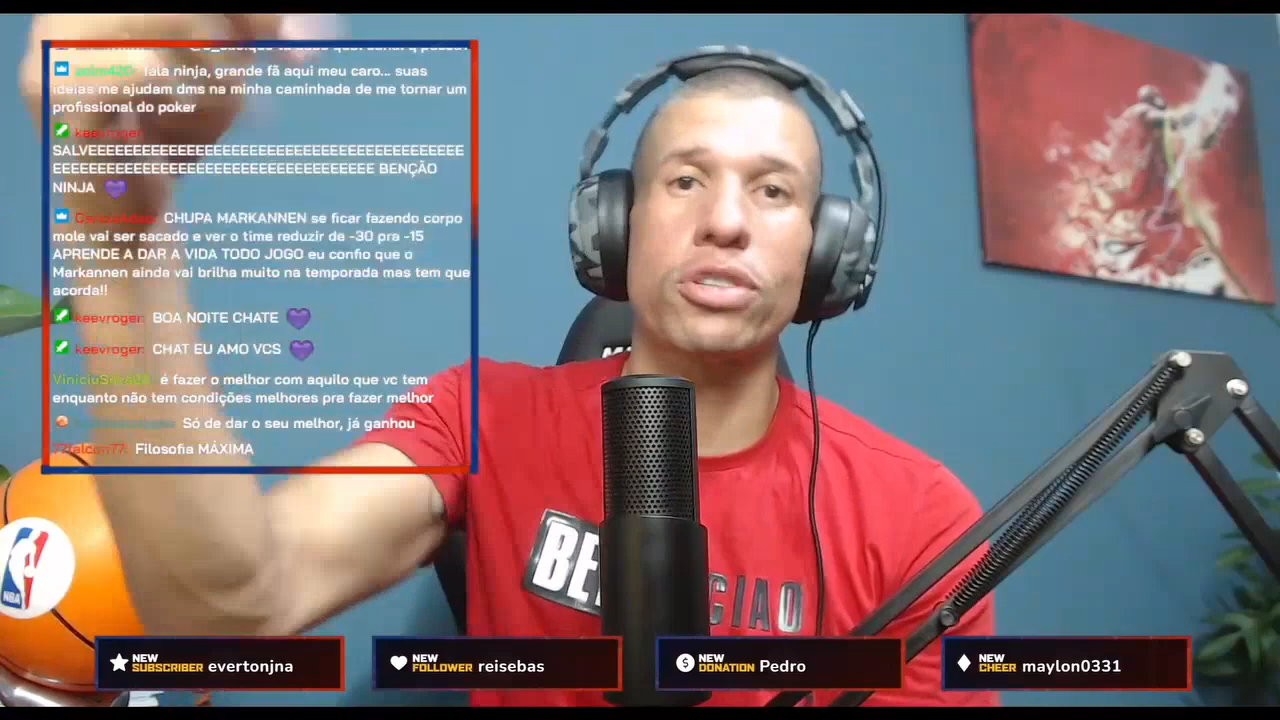 fala ninja, grande fã aqui meu caro... suas
ideias me ajudam dms na minha caminhada de me tornar um
profissional do poker
keevroger:
SALVEEEEEEEEEEEEEEEEEEEEEEEEEEEEEEEEEEEEEEEEEE
EEEEEEEEEEEEEEEEEEEEEEEEEEEEEEEEEEEE BENÇÃO
NINJA
CHUPA MARKANNEN se ficar fazendo corpo
mole vai ser sacado e ver o time reduzir de -30 pra -15
APRENDE A DAR A VIDA TODO JOGO eu confio que o
Markannen ainda vai brilha muito na temporada mas tem que
acorda!!
keevroger: BOA NOITE CHATE
keevroger: CHAT EU AMO VCS
é fazer o melhor com aquilo que vc tem
enquanto não tem condições melhores pra fazer melhor
Só de dar o seu melhor, já ganhou
Filosofia MÁXIMA
NBA
BE
CIAO
NEW
SUBSCRIBER evertonjna
NEW
FOLLOWER reisebas
NEW
DONATION Pedro
NEW
CHEER maylon0331